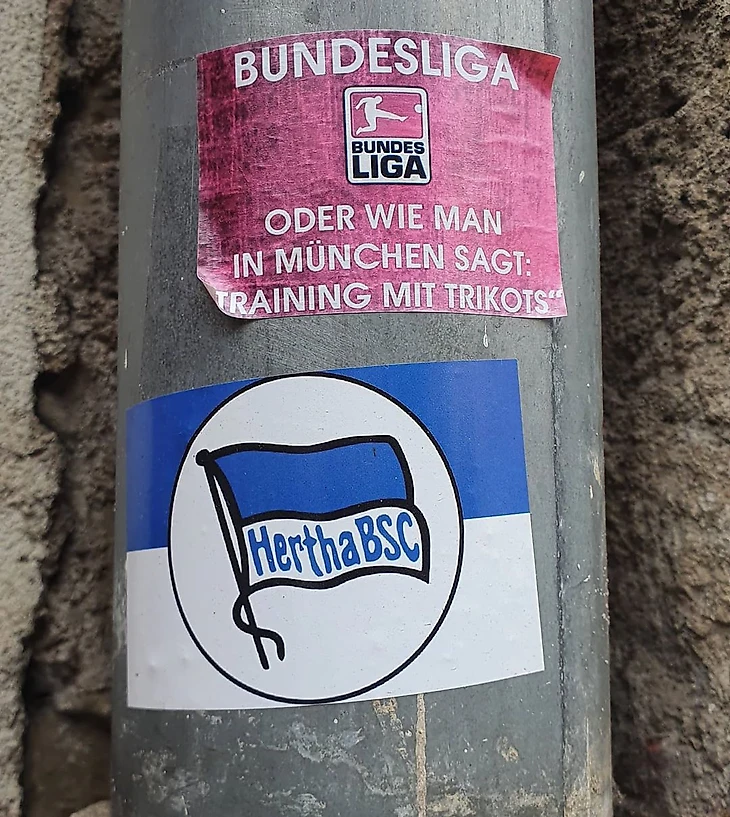 BUNDESLIGA
BUNDES
LIGA
ODER WIE MAN
IN MÜNCHEN SAGT:
TRAINING MIT TRIKOTS“
HerthaBSC